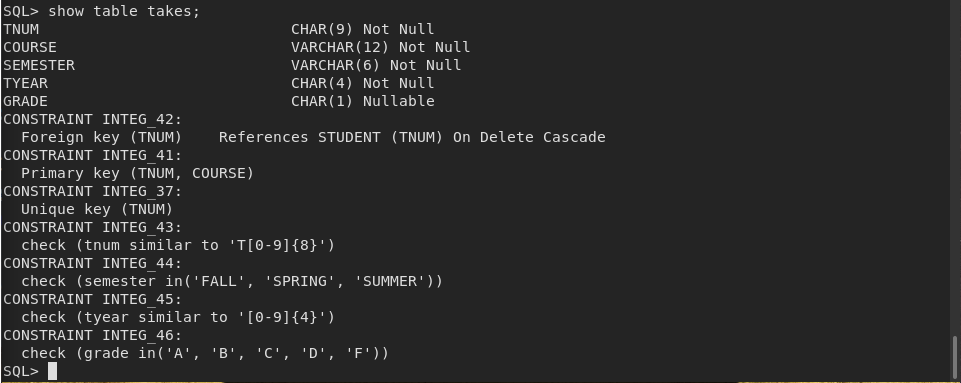 SQL> show table takes;
TNUM                            CHAR(9) Not Null
COURSE                          VARCHAR(12) Not Null
SEMESTER                        VARCHAR(6) Not Null
TYEAR                           CHAR(4) Not Null
GRADE                           CHAR(1) Nullable
CONSTRAINT INTEG_42:
  Foreign key (TNUM)    References STUDENT (TNUM) On Delete Cascade
CONSTRAINT INTEG_41:
  Primary key (TNUM, COURSE)
CONSTRAINT INTEG_37:
  Unique key (TNUM)
CONSTRAINT INTEG_43:
  check (tnum similar to 'T[0-9]{8}')
CONSTRAINT INTEG_44:
  check (semester in('FALL', 'SPRING', 'SUMMER'))
CONSTRAINT INTEG_45:
  check (tyear similar to '[0-9]{4}')
CONSTRAINT INTEG_46:
  check (grade in('A', 'B', 'C', 'D', 'F'))
SQL>